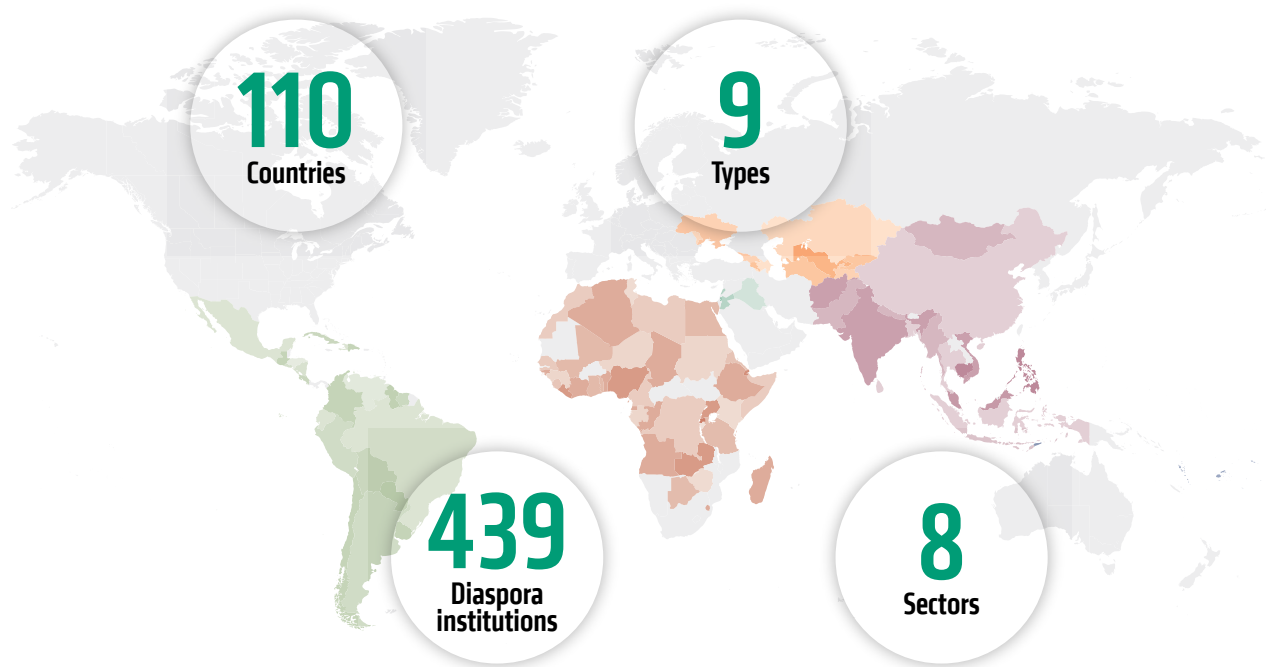 110
Countries
9
Types
439
Diaspora
institutions
8
Sectors